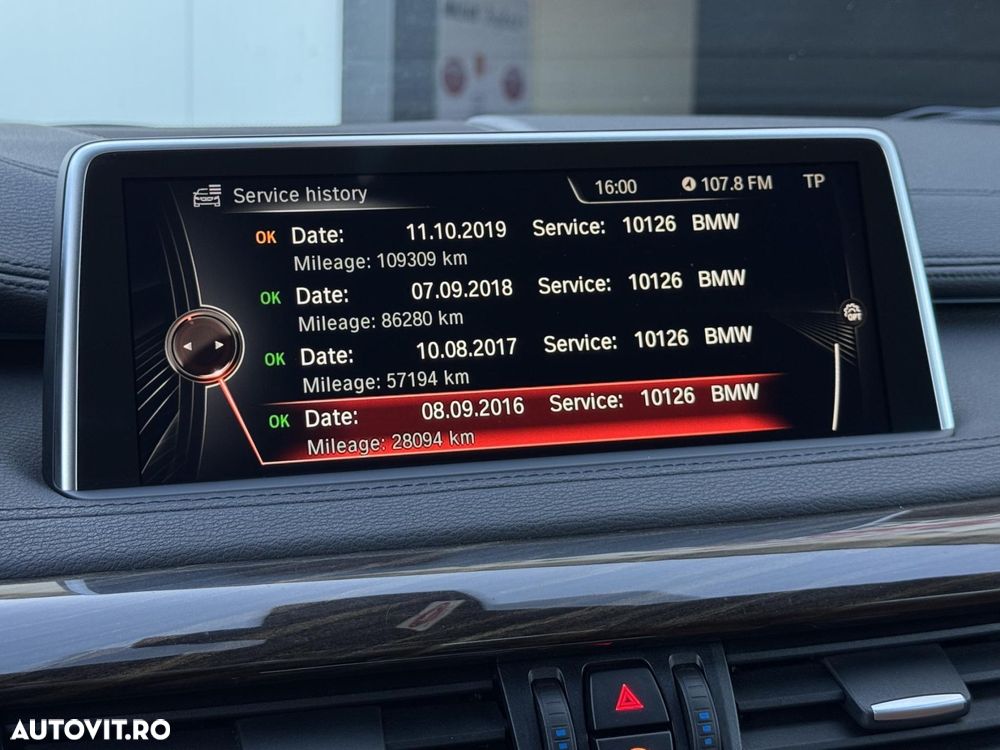 Service history
16:00
107.8 FM
TP
OK Date: 11.10.2019 Service: 10126 BMW
Mileage: 109309 km
OK Date: 07.09.2018 Service: 10126 BMW
Mileage: 86280 km
OK Date: 10.08.2017 Service: 10126 BMW
Mileage: 57194 km
OK Date: 08.09.2016 Service: 10126 BMW
Mileage: 28094 km
OPT
AUTOVIT.RO